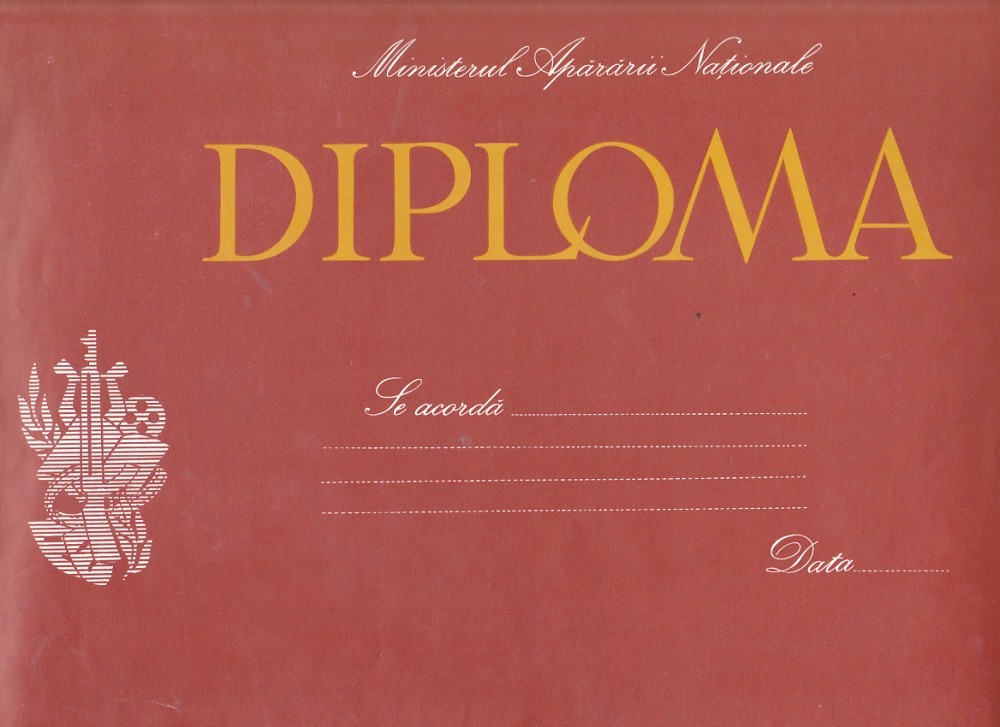 Ministerul Apărării Naționale
DIPLOMA
Se acordă
Data